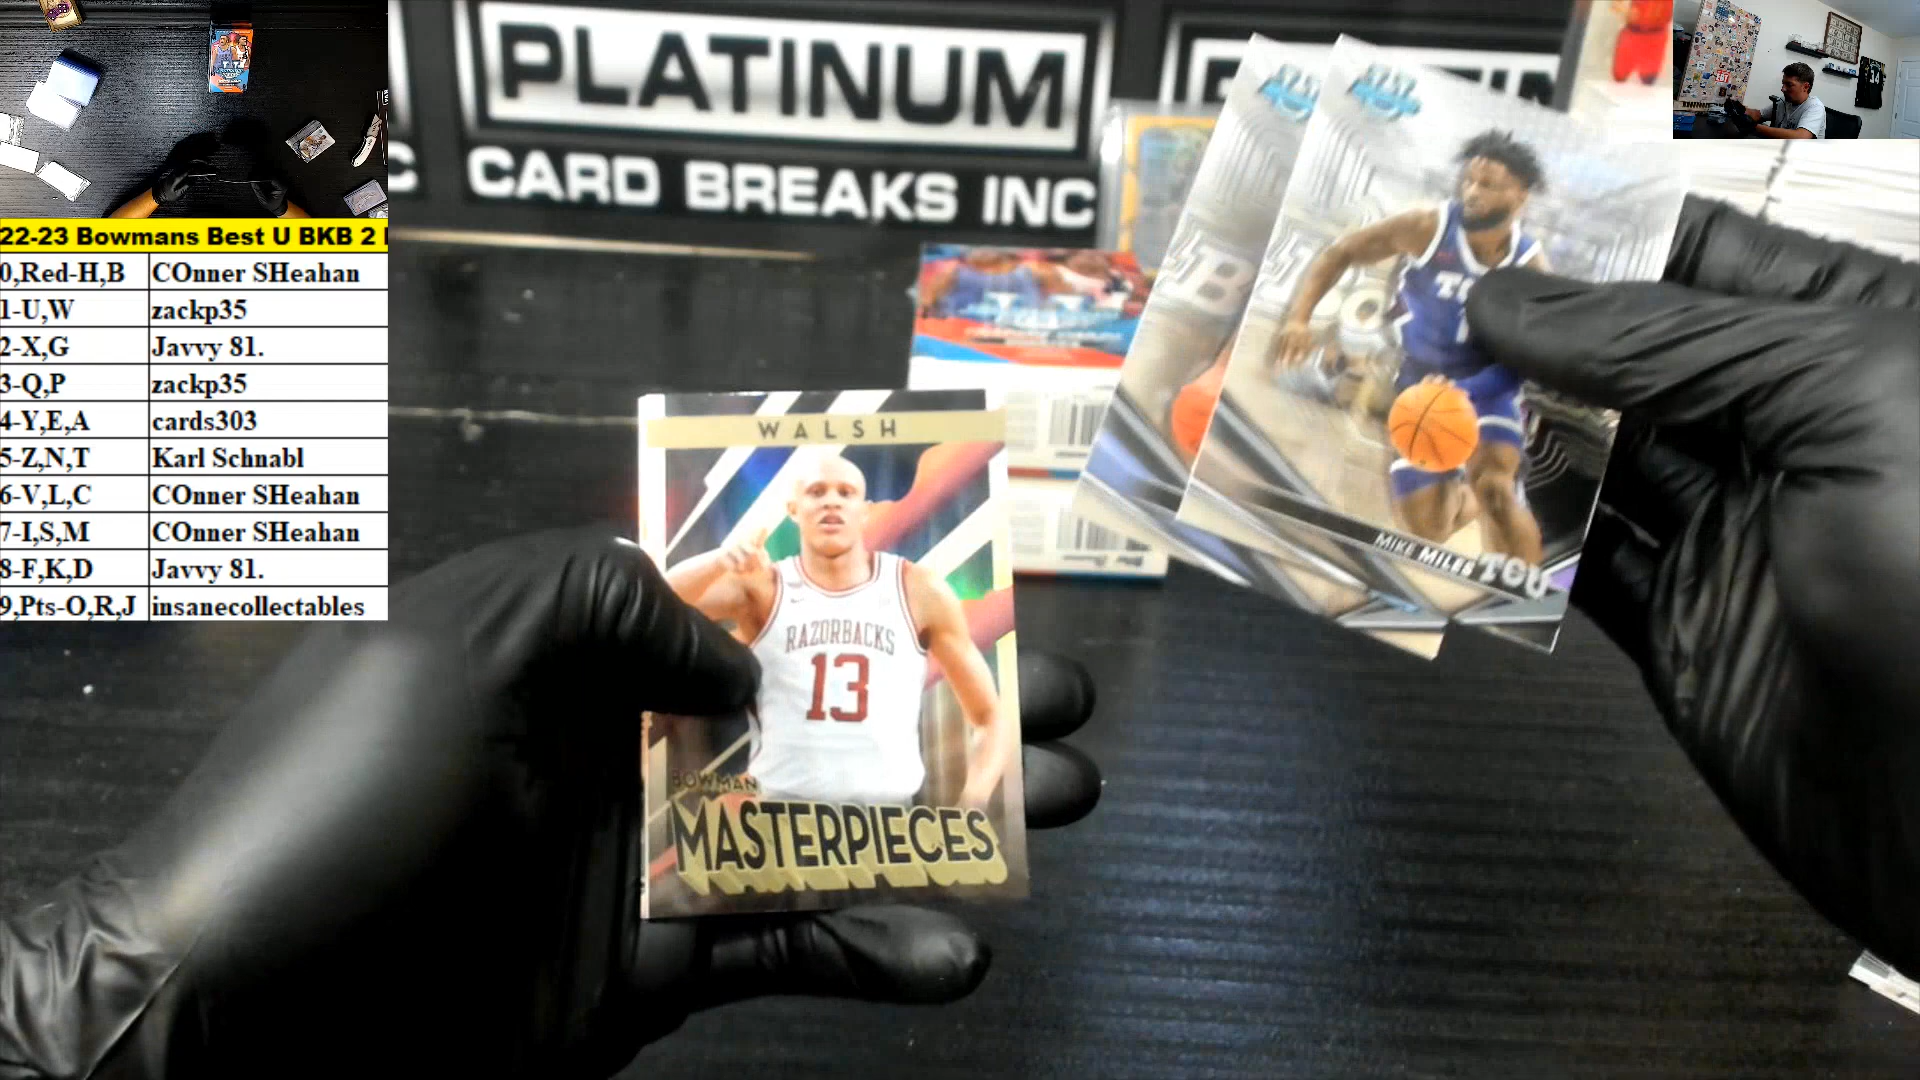 PLATINUM
CARD BREAKS INC
22-23 Bowmans Best U BKB 2
0,Red-H,B COnner SHeahan
1-U,W zackp35
2-X,G Javvy 81.
3-Q,P zackp35
4-Y,E,A cards303
5-Z,N,T Karl Schnabl
6-V,L,C COnner SHeahan
7-I,S,M COnner SHeahan
8-F,K,D Javvy 81.
9,Pts-O,R,J insanecollectables
WALSH
RAZORBACKS
13
BOWMAN
MASTERPIECES
MIKE MILES TCU